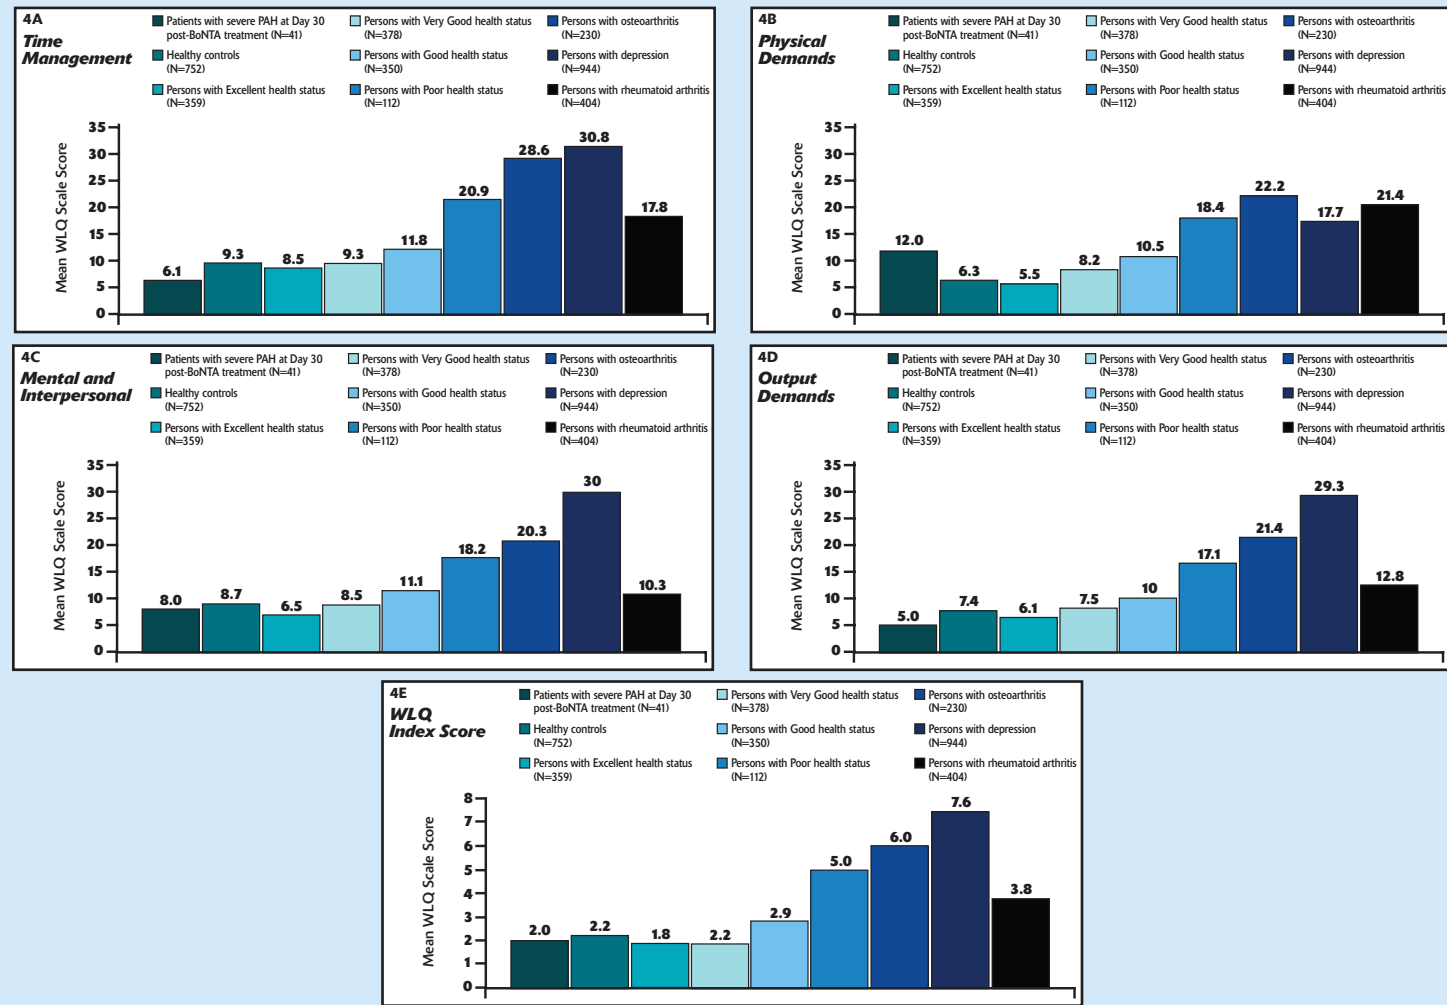 4A
Time
Management
Patients with severe PAH at Day 30
post-BoNTA treatment (N=41)
Healthy controls
(N=752)
Persons with Excellent health status
(N=359)
Persons with Very Good health status
(N=378)
Persons with Good health status
(N=350)
Persons with Poor health status
(N=112)
Persons with osteoarthritis
(N=230)
Persons with depression
(N=944)
Persons with rheumatoid arthritis
(N=404)
Mean WLQ Scale Score
35
30
25
20
15
10
5
0
6.1
9.3
8.5
9.3
11.8
20.9
28.6
30.8
17.8
4B
Physical
Demands
Patients with severe PAH at Day 30
post-BoNTA treatment (N=41)
Healthy controls
(N=752)
Persons with Excellent health status
(N=359)
Persons with Very Good health status
(N=378)
Persons with Good health status
(N=350)
Persons with Poor health status
(N=112)
Persons with osteoarthritis
(N=230)
Persons with depression
(N=944)
Persons with rheumatoid arthritis
(N=404)
Mean WLQ Scale Score
35
30
25
20
15
10
5
0
12.0
6.3
5.5
8.2
10.5
18.4
22.2
17.7
21.4
4C
Mental and
Interpersonal
Patients with severe PAH at Day 30
post-BoNTA treatment (N=41)
Healthy controls
(N=752)
Persons with Excellent health status
(N=359)
Persons with Very Good health status
(N=378)
Persons with Good health status
(N=350)
Persons with Poor health status
(N=112)
Persons with osteoarthritis
(N=230)
Persons with depression
(N=944)
Persons with rheumatoid arthritis
(N=404)
Mean WLQ Scale Score
35
30
25
20
15
10
5
0
8.0
8.7
6.5
8.5
11.1
18.2
20.3
30
10.3
4D
Output
Demands
Patients with severe PAH at Day 30
post-BoNTA treatment (N=41)
Healthy controls
(N=752)
Persons with Excellent health status
(N=359)
Persons with Very Good health status
(N=378)
Persons with Good health status
(N=350)
Persons with Poor health status
(N=112)
Persons with osteoarthritis
(N=230)
Persons with depression
(N=944)
Persons with rheumatoid arthritis
(N=404)
Mean WLQ Scale Score
35
30
25
20
15
10
5
0
5.0
7.4
6.1
7.5
10
17.1
21.4
29.3
12.8
4E
WLQ
Index Score
Patients with severe PAH at Day 30
post-BoNTA treatment (N=41)
Healthy controls
(N=752)
Persons with Excellent health status
(N=359)
Persons with Very Good health status
(N=378)
Persons with Good health status
(N=350)
Persons with Poor health status
(N=112)
Persons with osteoarthritis
(N=230)
Persons with depression
(N=944)
Persons with rheumatoid arthritis
(N=404)
Mean WLQ Scale Score
8
7
6
5
4
3
2
1
0
2.0
2.2
1.8
2.2
2.9
5.0
6.0
7.6
3.8